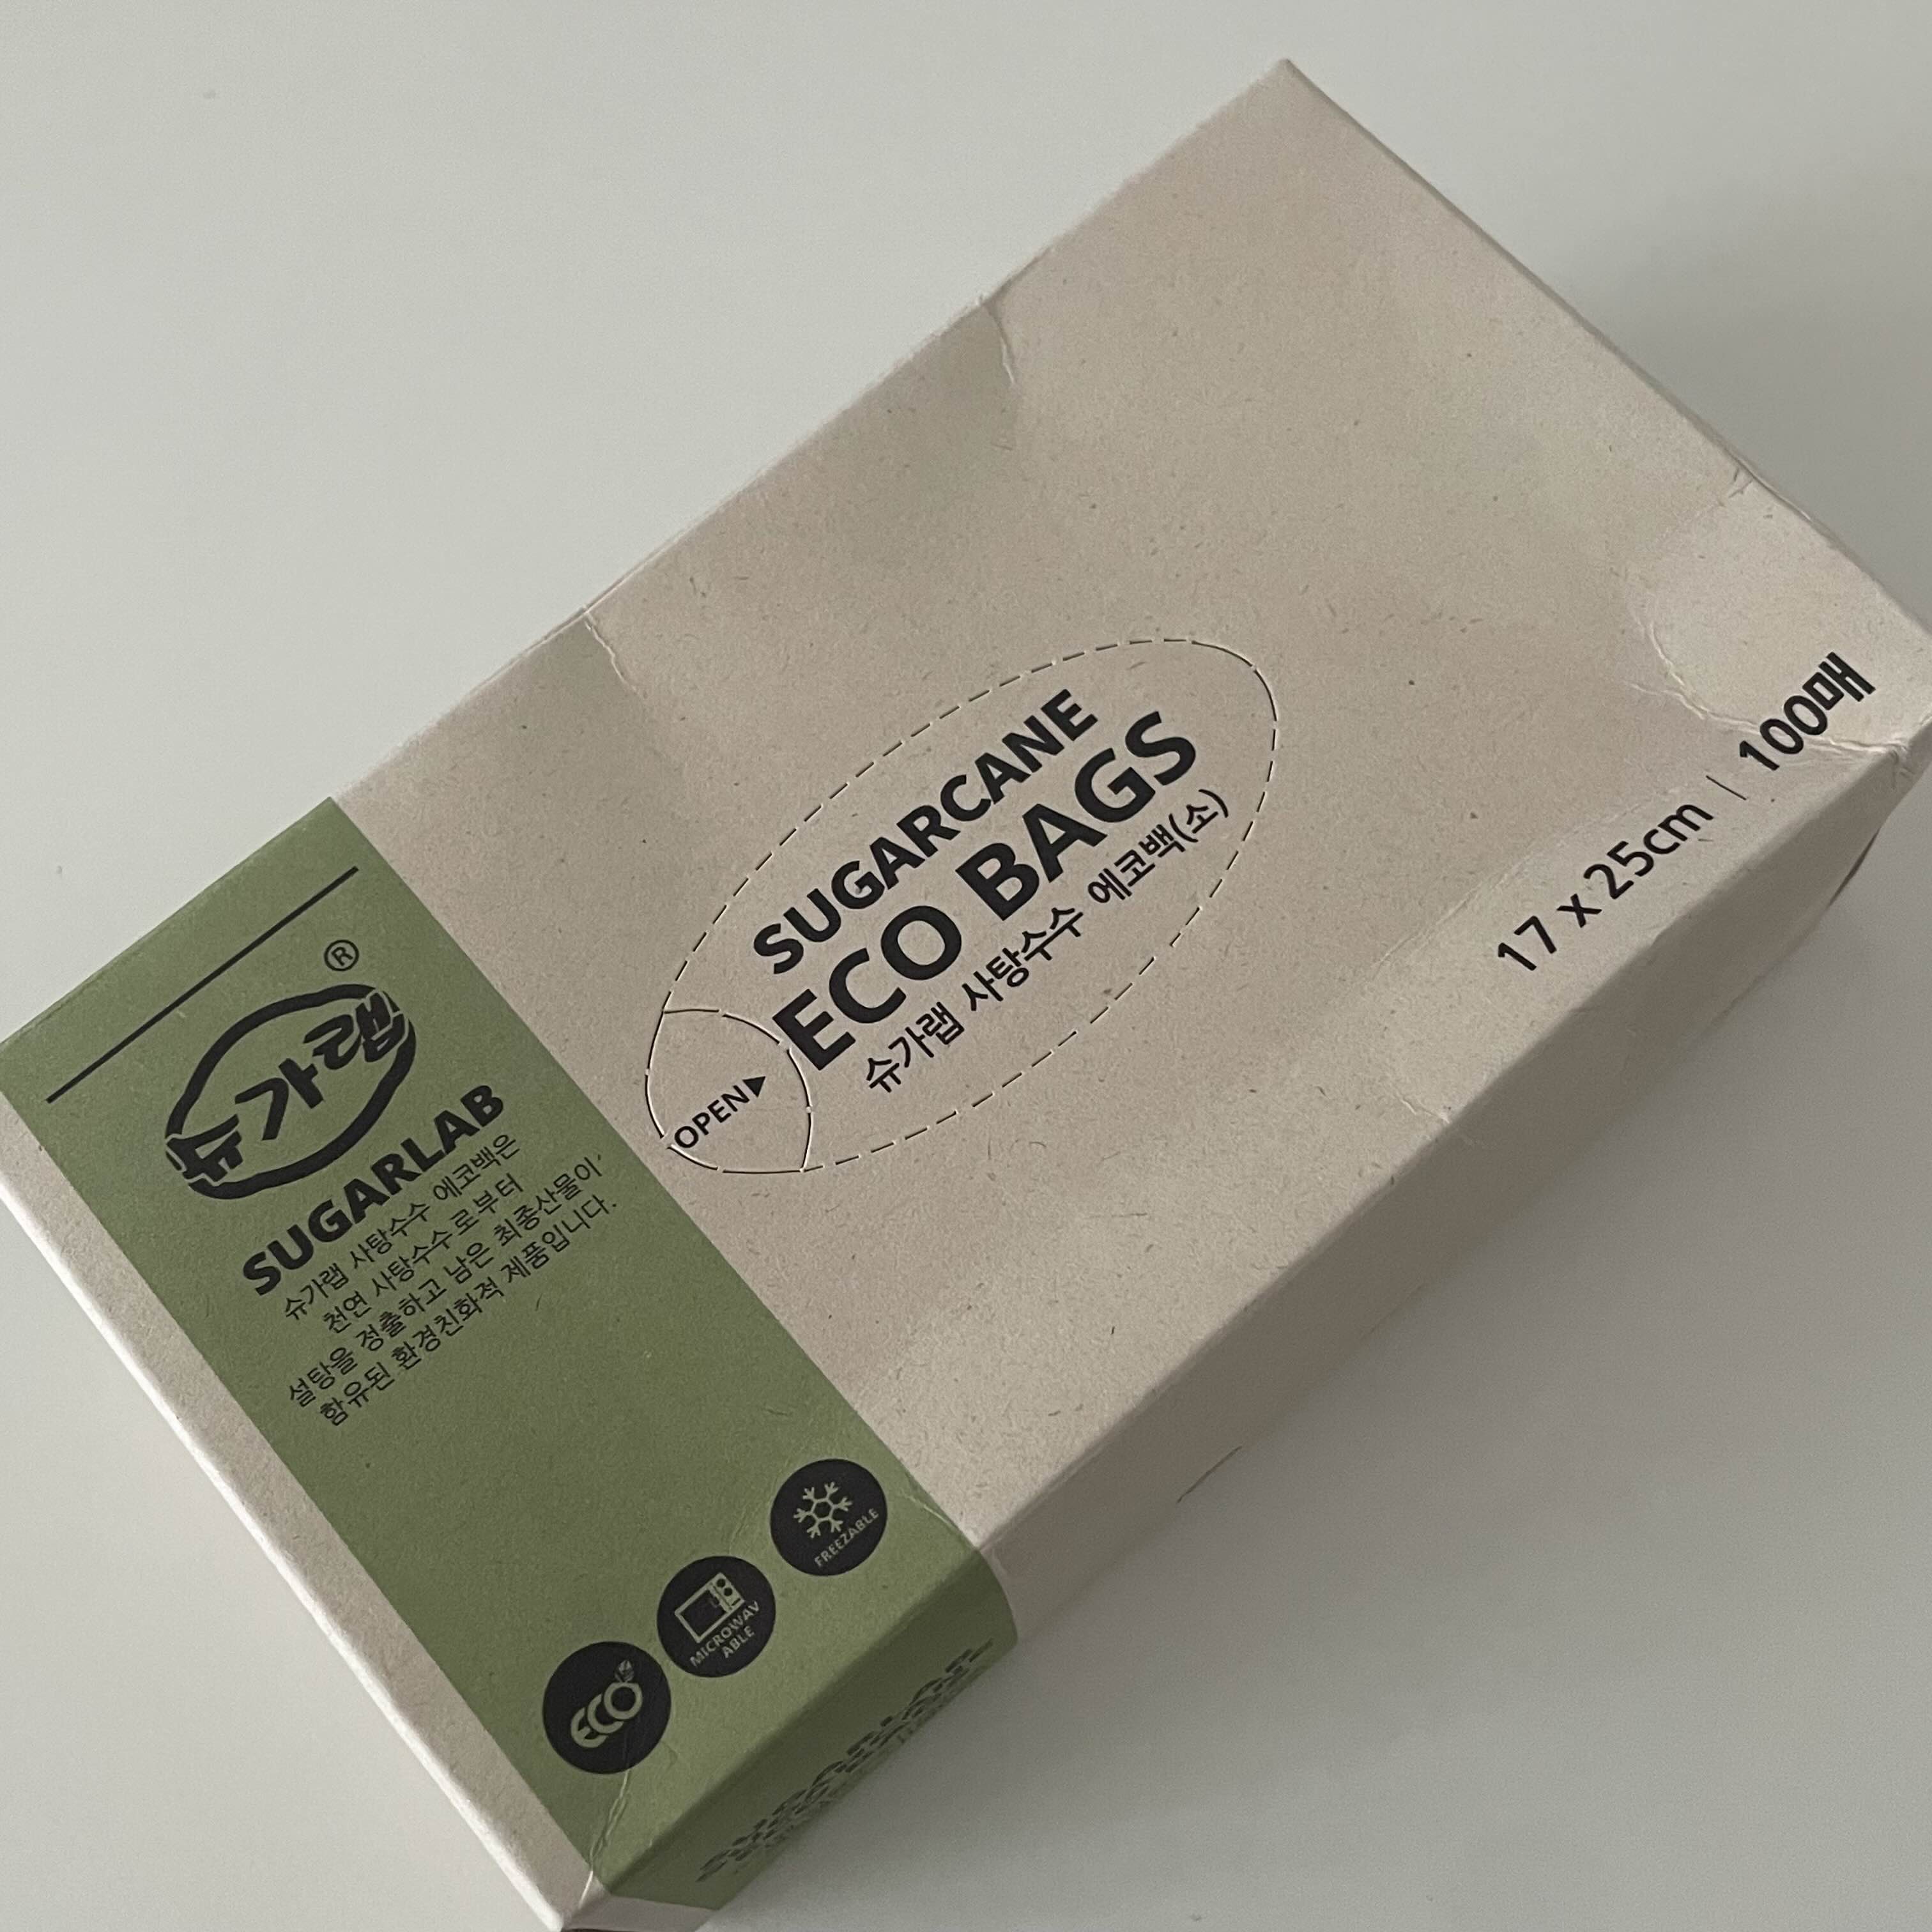 슈가랩®
SUGARLAB
슈가랩 사탕수수 에코백은
천연 사탕수수로부터
설탕을 정출하고 남은 최종산물이
함유된 환경친화적 제품입니다.
ECO
MICROWAV
ABLE
FREEZABLE
OPEN▶
SUGARCANE
ECO BAGS
슈가랩 사탕수수 에코백(소)
17 x 25cm | 100매